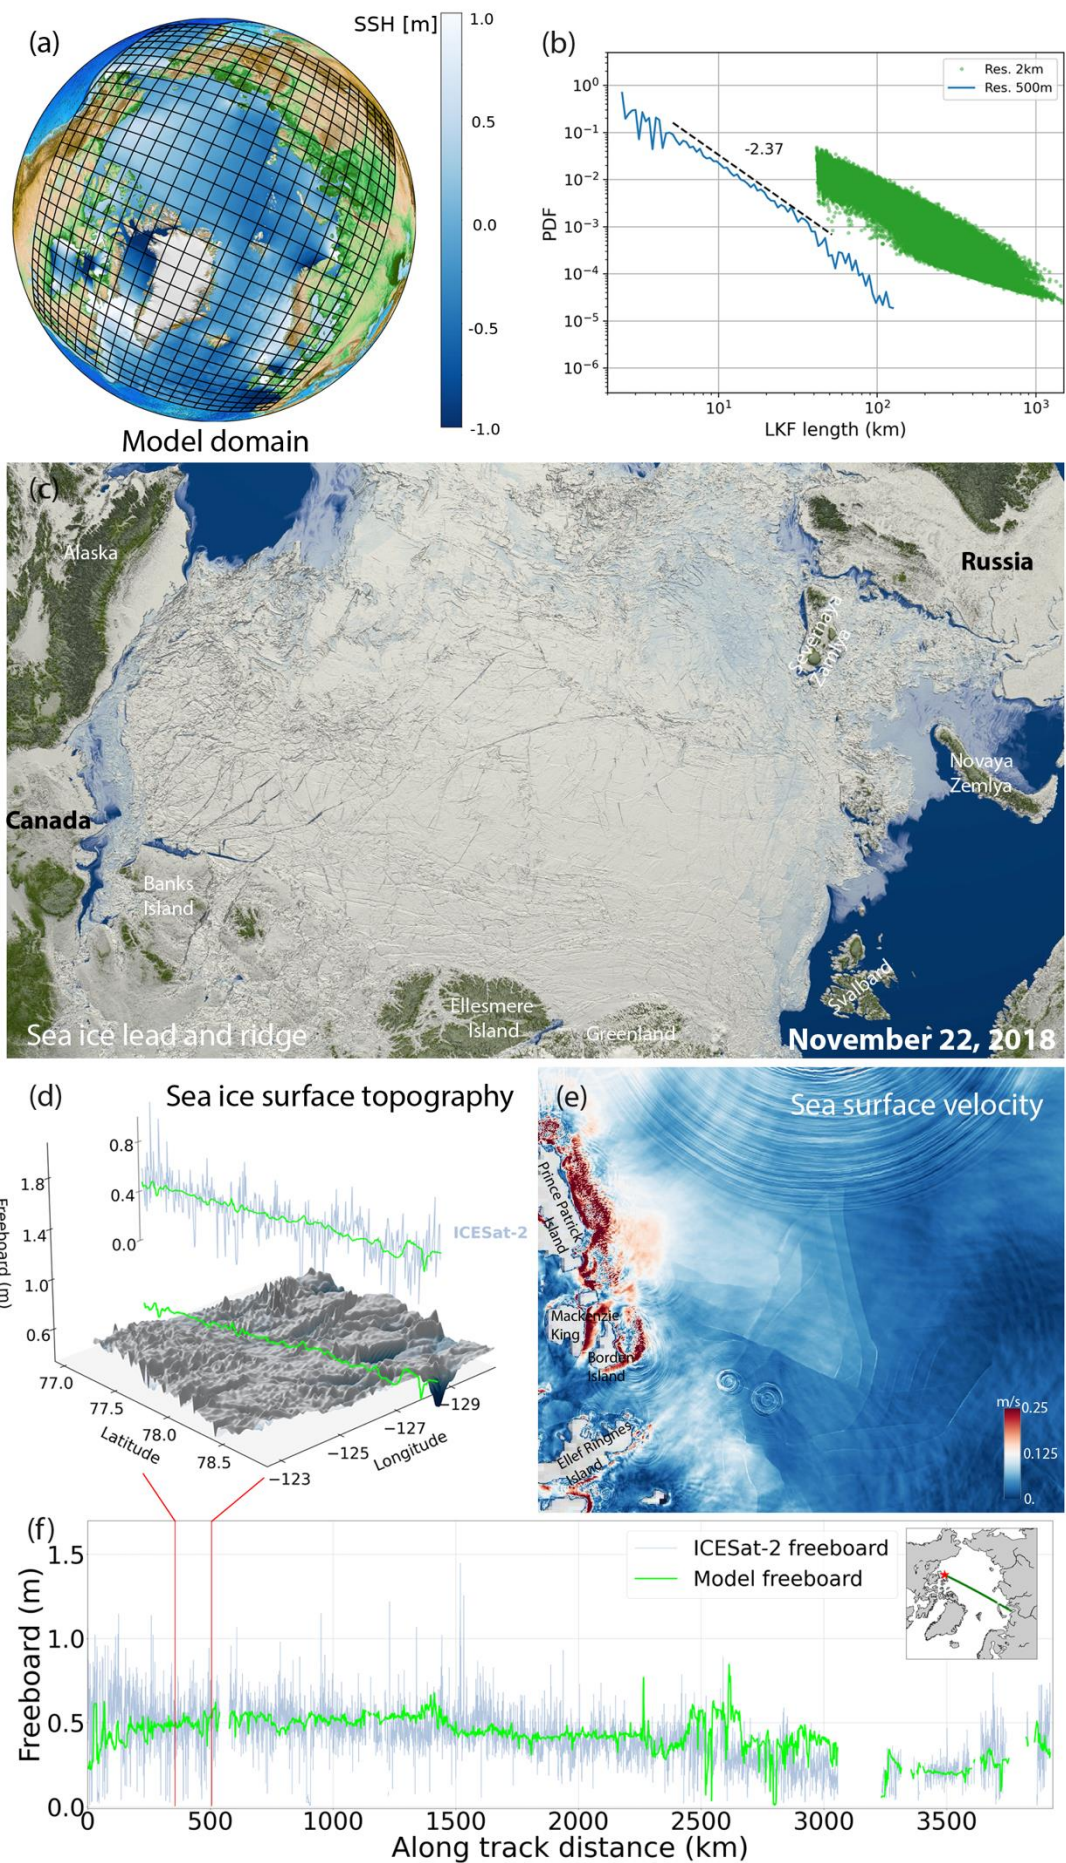 (a)
SSH [m]
1.0
0.5
0.0
-0.5
-1.0
Model domain
(b)
Res. 2km
Res. 500m
-2.37
PDF
10⁰
10⁻¹
10⁻²
10⁻³
10⁻⁴
10⁻⁵
10⁻⁶
10¹
10²
10³
LKF length (km)
(c)
Alaska
Russia
Severnaya
Zamlya
Novaya
Zemlya
Canada
Banks
Island
Ellesmere
Island
Greenland
Svalbard
Sea ice lead and ridge
November 22, 2018
(d)
Sea ice surface topography
0.8
0.4
0.0
ICESat-2
Freeboard (m)
1.8
1.4
1.0
0.6
77.0
77.5
78.0
78.5
Latitude
−123
−125
−127
−129
Longitude
(e)
Sea surface velocity
Prince Patrick
Island
Mackenzie
King
Borden
Island
Ellef Ringnes
Island
m/s
0.25
0.125
0.
(f)
ICESat-2 freeboard
Model freeboard
Freeboard (m)
1.5
1.0
0.5
0.0
0
500
1000
1500
2000
2500
3000
3500
Along track distance (km)